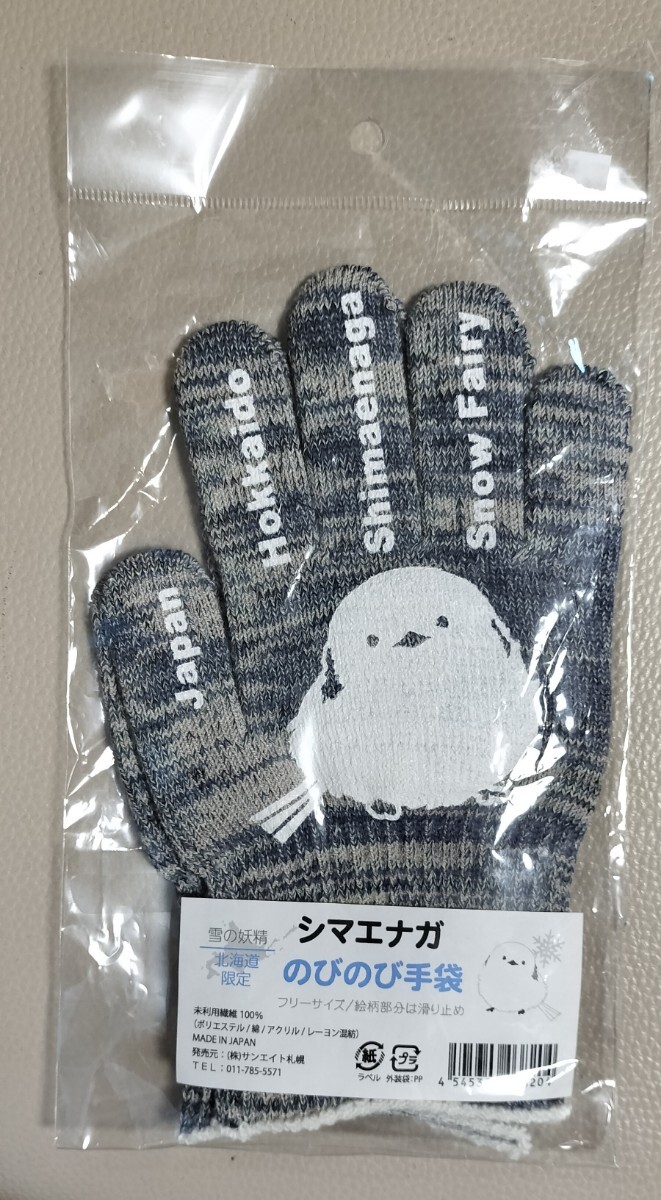 Japan
Hokkaido
Shimaenaga
Snow Fairy
雪の妖精
北海道
限定
シマエナガ
のびのび手袋
フリーサイズ/絵柄部分は滑り止め
未利用繊維 100%
(ポリエステル/綿/アクリル/レーヨン混紡)
MADE IN JAPAN
発売元:(株)サンエイト札幌
TEL:011-785-5571
紙
ラベル
プラ
外装袋:PP